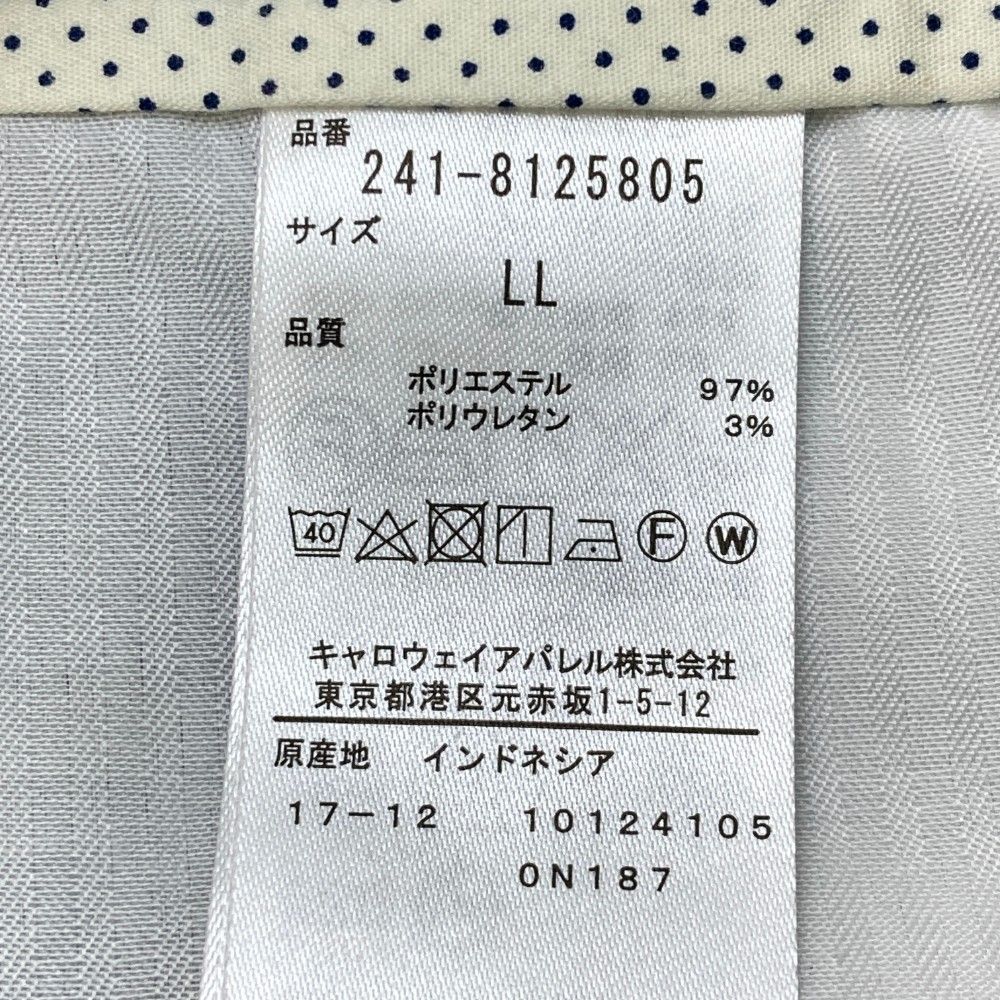 品番
241-8125805
サイズ
LL
品質
ポリエステル 97%
ポリウレタン 3%
40 F W
キャロウェイアパレル株式会社
東京都港区元赤坂1-5-12
原産地 インドネシア
17-12 10124105
0N187